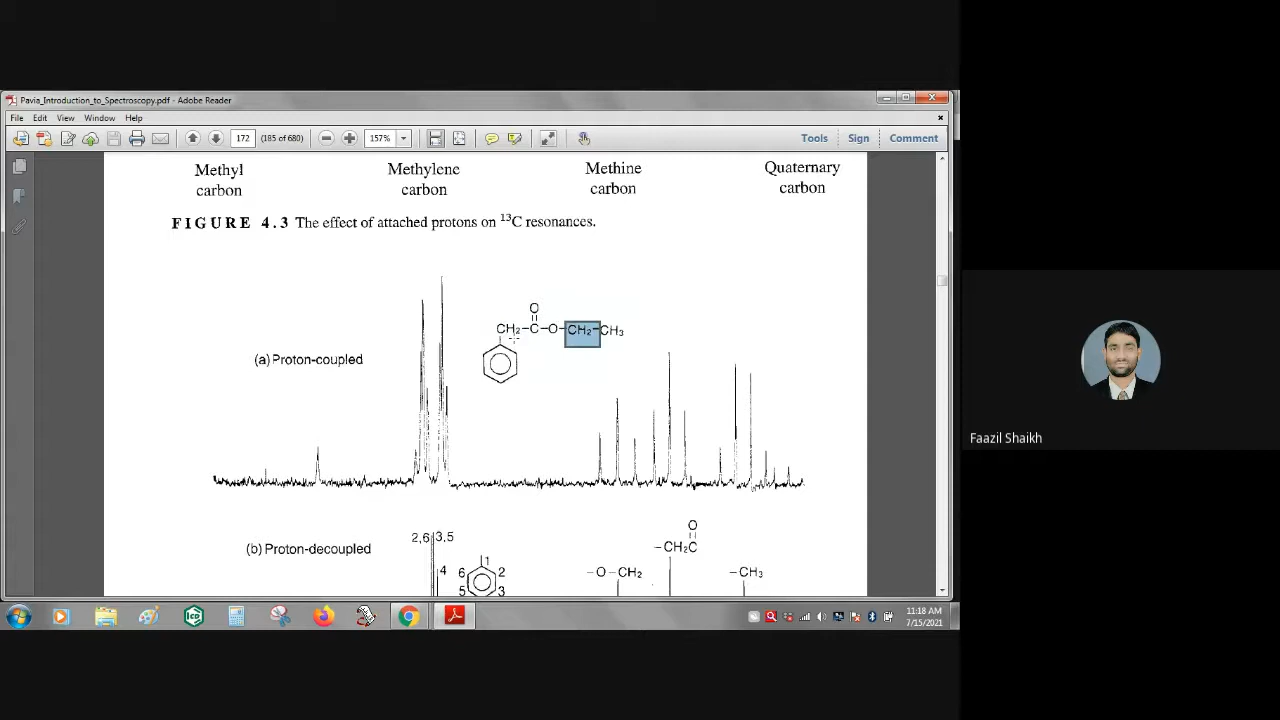 Pavia_Introduction_to_Spectroscopy.pdf - Adobe Reader
File Edit View Window Help
172 (185 of 680) 157% Tools Sign Comment
Methyl carbon
Methylene carbon
Methine carbon
Quaternary carbon
FIGURE 4.3 The effect of attached protons on ¹³C resonances.
O
CH₂–C–O–CH₂–CH₃
(a) Proton-coupled
Faazil Shaikh
(b) Proton-decoupled
2,6 3,5
4
1
6 2
5 3
O
–CH₂C
–O–CH₂
–CH₃
11:18 AM
7/15/2021